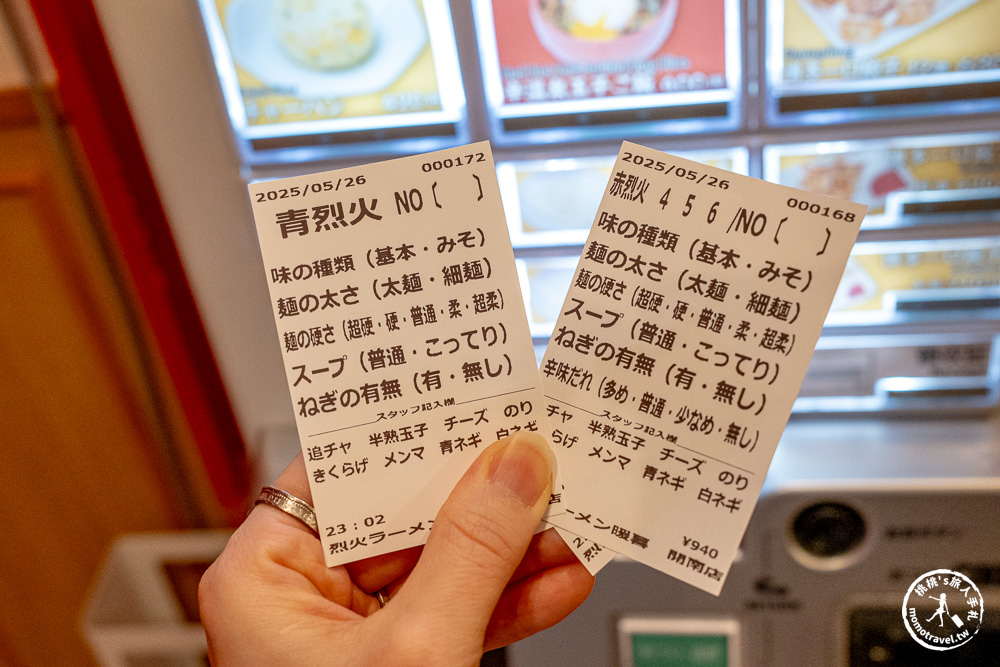 2025/05/26 000172
青烈火 NO〔 〕
味の種類（基本・みそ）
麺の太さ（太麺・細麺）
麺の硬さ（超硬・硬・普通・柔・超柔）
スープ（普通・こってり）
ねぎの有無（有・無し）
スタッフ記入欄
追チャ 半熟玉子 チーズ のり
きくらげ メンマ 青ネギ 白ネギ
23：02
烈火ラーメン
2025/05/26 000168
赤烈火 4 5 6 /NO〔 〕
味の種類（基本・みそ）
麺の太さ（太麺・細麺）
麺の硬さ（超硬・硬・普通・柔・超柔）
スープ（普通・こってり）
ねぎの有無（有・無し）
辛味だれ（多め・普通・少なめ・無し）
スタッフ記入欄
チャ 半熟玉子 チーズ のり
らげ メンマ 青ネギ 白ネギ
¥940
ーメン暖暮 開南店
桃桃's旅人手札
momotravel.tw